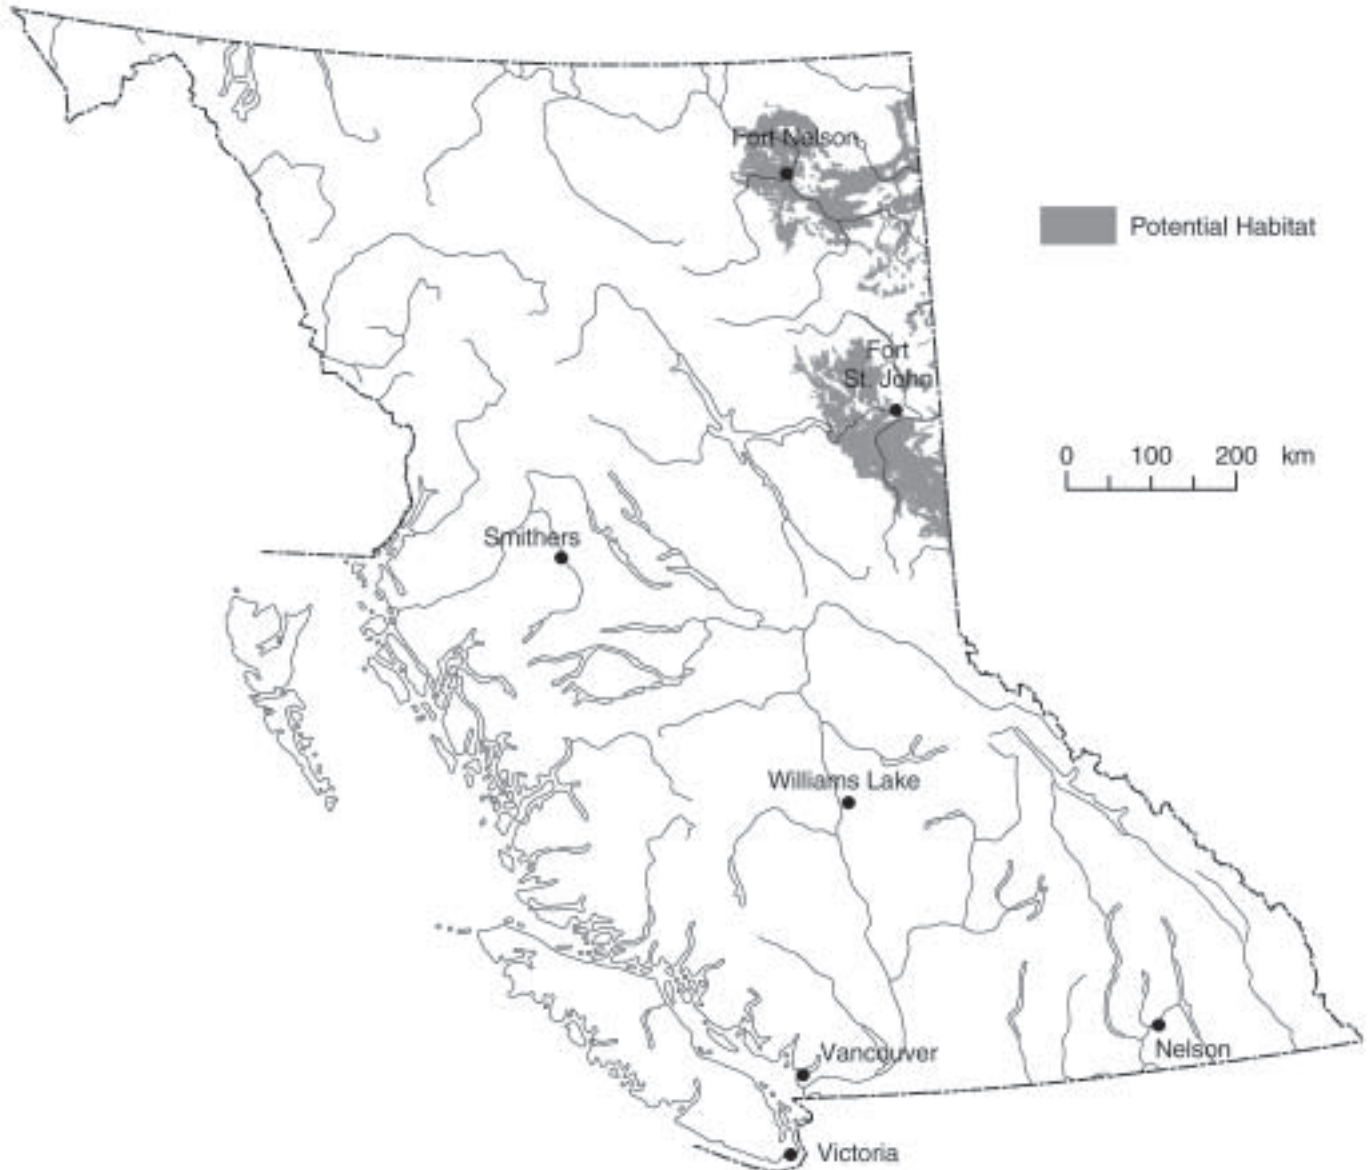 Fort Nelson
Potential Habitat
Fort
St. John
0 100 200 km
Smithers
Williams Lake
Vancouver
Nelson
Victoria